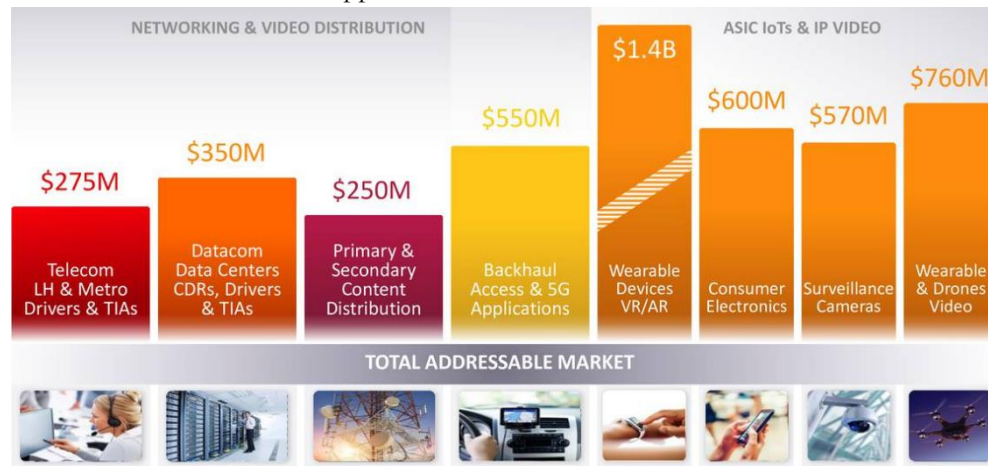 app
NETWORKING & VIDEO DISTRIBUTION
ASIC IoTs & IP VIDEO
$275M
$350M
$250M
$550M
$1.4B
$600M
$570M
$760M
Telecom
LH & Metro
Drivers & TIAs
Datacom
Data Centers
CDRs, Drivers
& TIAs
Primary &
Secondary
Content
Distribution
Backhaul
Access & 5G
Applications
Wearable
Devices
VR/AR
Consumer
Electronics
Surveillance
Cameras
Wearable
& Drones
Video
TOTAL ADDRESSABLE MARKET